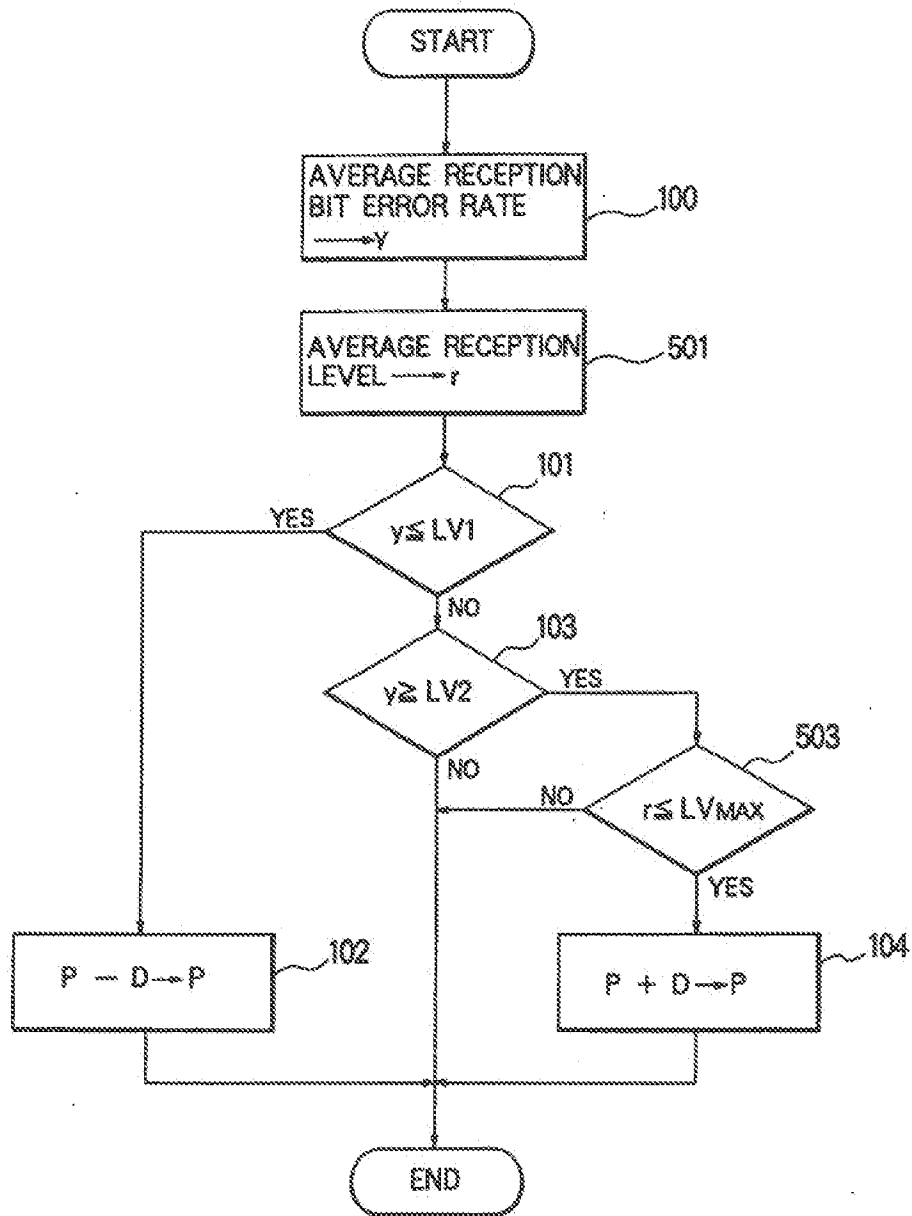 START
AVERAGE RECEPTION
BIT ERROR RATE
⟶y
100
AVERAGE RECEPTION
LEVEL ⟶ r
501
101
YES
y≦ LV1
NO
103
y≧ LV2
YES
NO
503
NO
r≦ LVMAX
YES
P − D→P
102
P + D→P
104
END